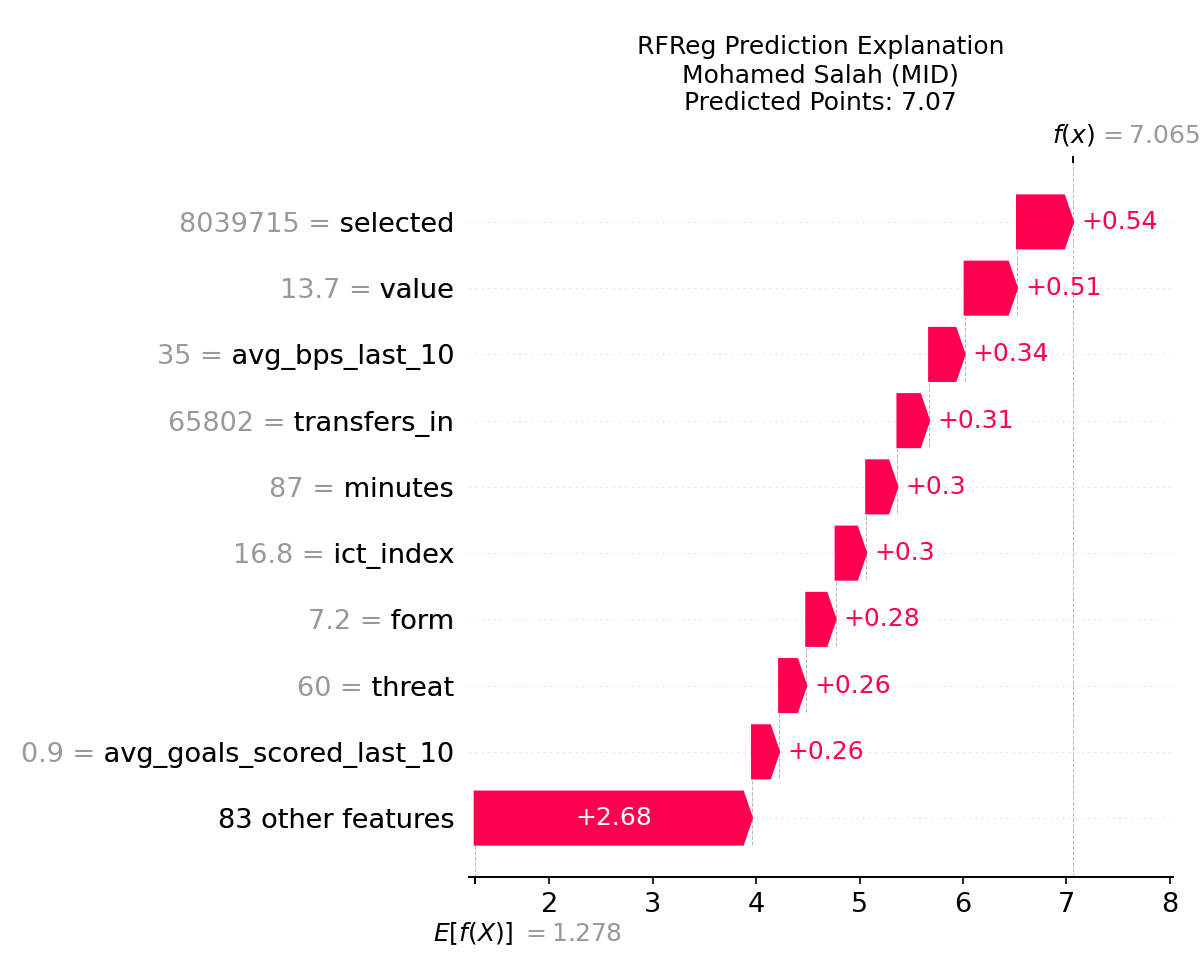 RFReg Prediction Explanation
Mohamed Salah (MID)
Predicted Points: 7.07
f(x) = 7.065
8039715 = selected +0.54
13.7 = value +0.51
35 = avg_bps_last_10 +0.34
65802 = transfers_in +0.31
87 = minutes +0.3
16.8 = ict_index +0.3
7.2 = form +0.28
60 = threat +0.26
0.9 = avg_goals_scored_last_10 +0.26
83 other features +2.68
2 3 4 5 6 7 8
E[f(X)] = 1.278